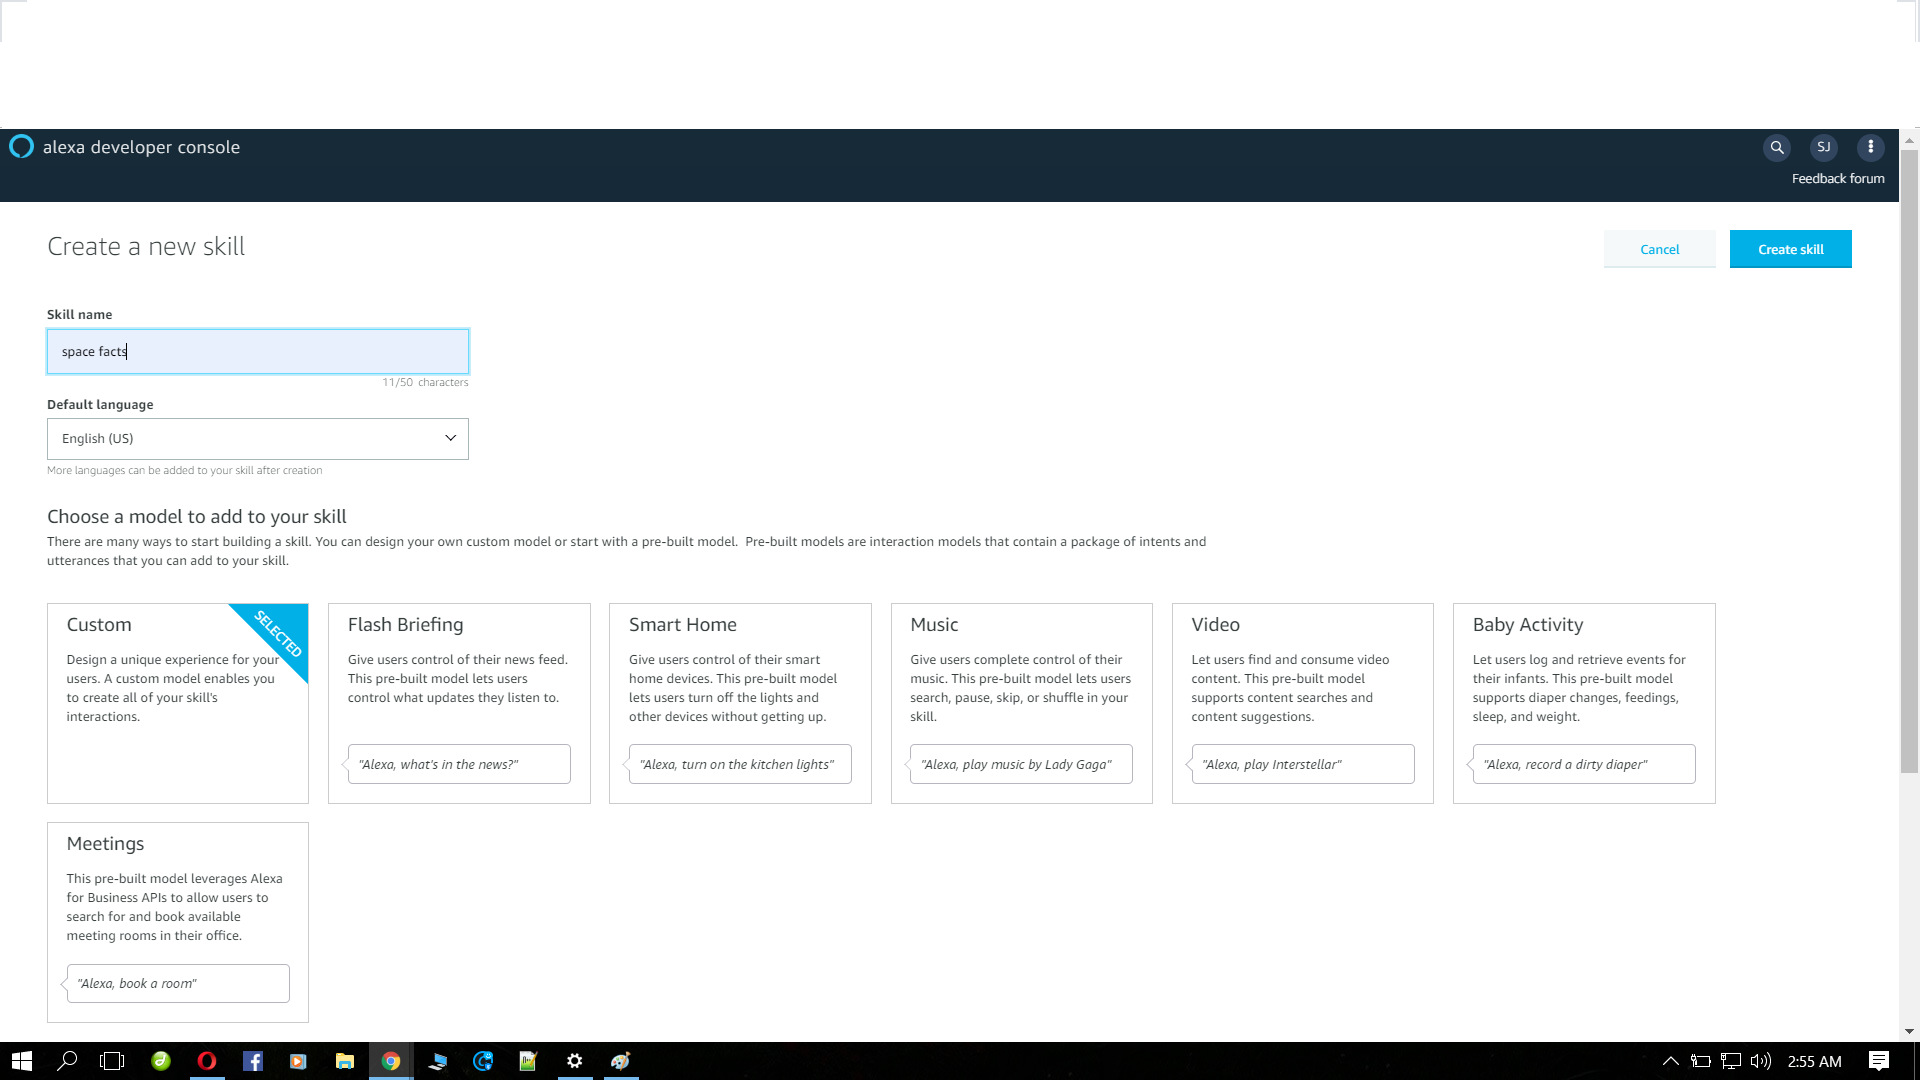 alexa developer console
SJ
Feedback forum
Create a new skill
Cancel
Create skill
Skill name
space facts
11/50 characters
Default language
English (US)
More languages can be added to your skill after creation
Choose a model to add to your skill
There are many ways to start building a skill. You can design your own custom model or start with a pre-built model. Pre-built models are interaction models that contain a package of intents and
utterances that you can add to your skill.
Custom
SELECTED
Design a unique experience for your
users. A custom model enables you
to create all of your skill's
interactions.
Flash Briefing
Give users control of their news feed.
This pre-built model lets users
control what updates they listen to.
"Alexa, what's in the news?"
Smart Home
Give users control of their smart
home devices. This pre-built model
lets users turn off the lights and
other devices without getting up.
"Alexa, turn on the kitchen lights"
Music
Give users complete control of their
music. This pre-built model lets users
search, pause, skip, or shuffle in your
skill.
"Alexa, play music by Lady Gaga"
Video
Let users find and consume video
content. This pre-built model
supports content searches and
content suggestions.
"Alexa, play Interstellar"
Baby Activity
Let users log and retrieve events for
their infants. This pre-built model
supports diaper changes, feedings,
sleep, and weight.
"Alexa, record a dirty diaper"
Meetings
This pre-built model leverages Alexa
for Business APIs to allow users to
search for and book available
meeting rooms in their office.
"Alexa, book a room"
2:55 AM